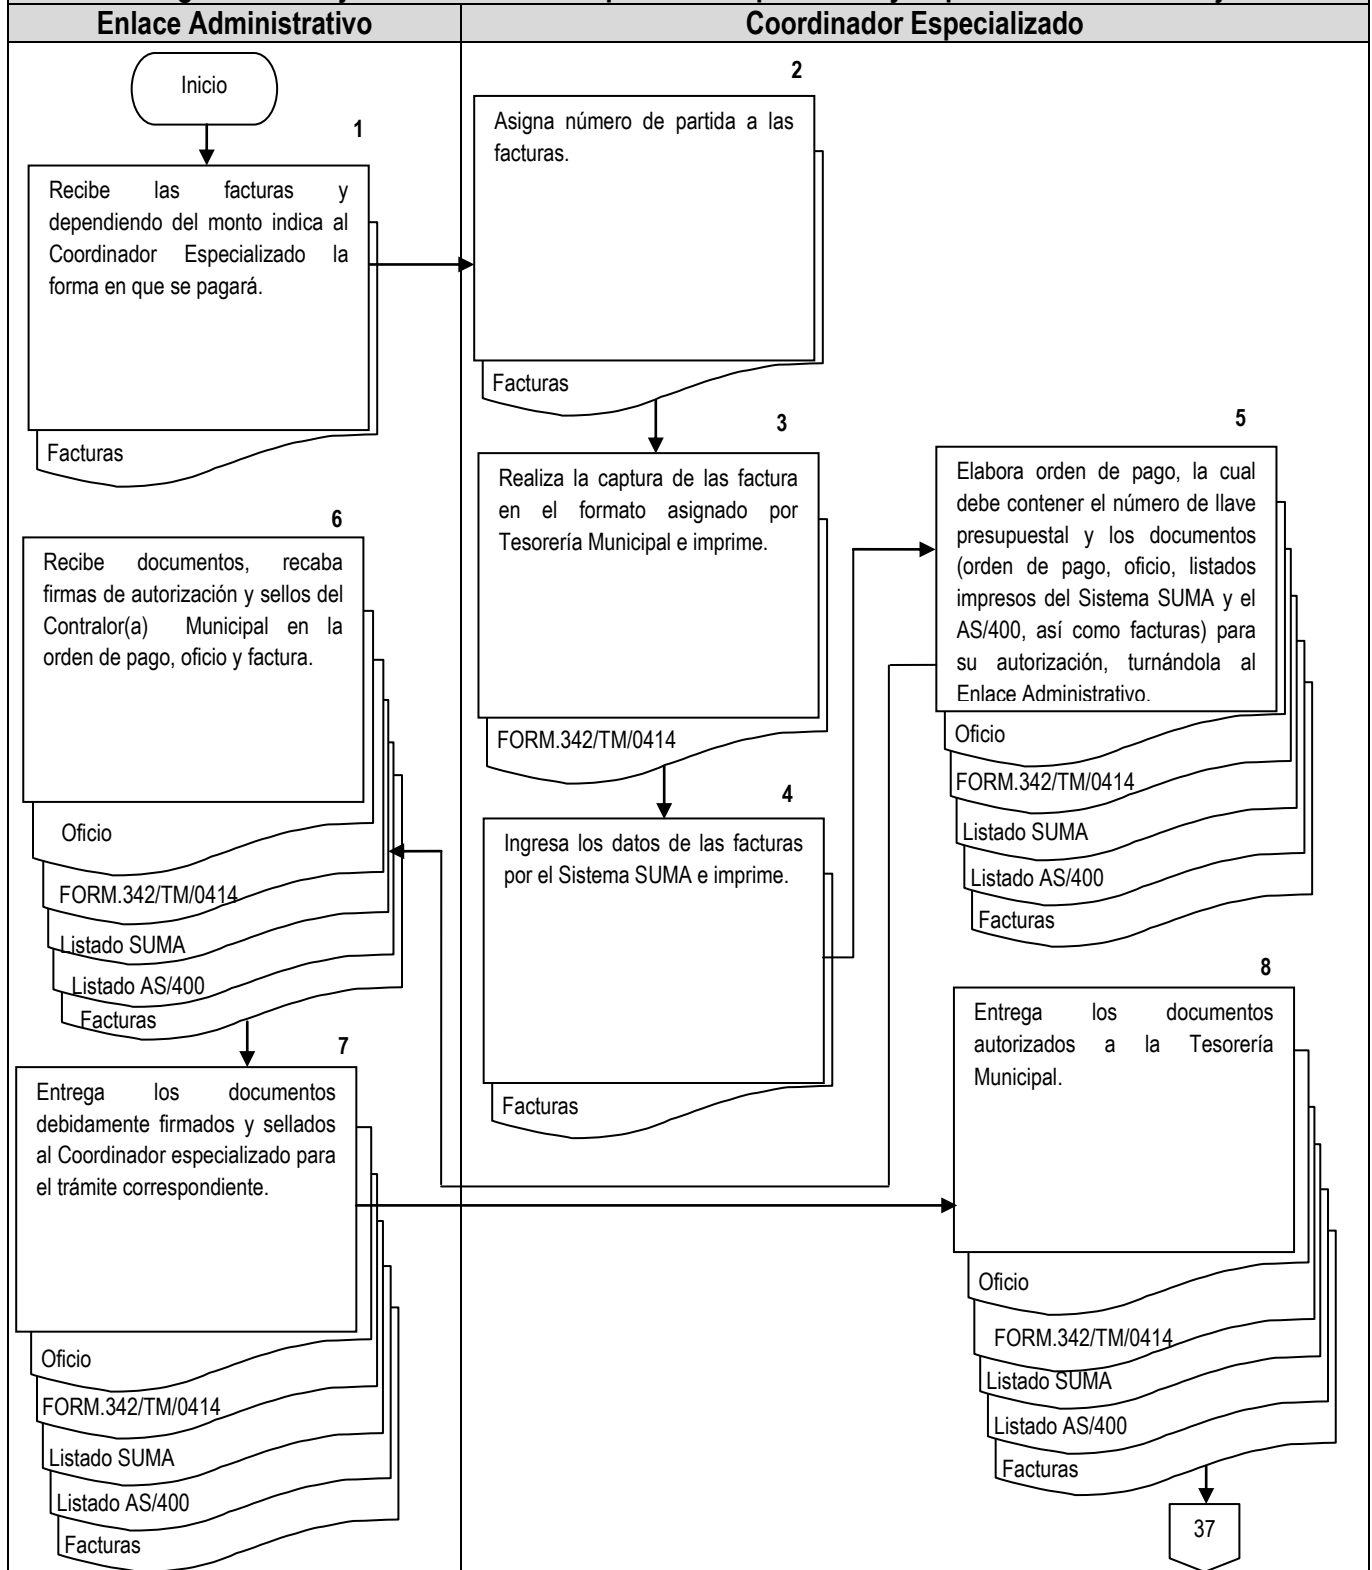 Enlace Administrativo
Coordinador Especializado
Inicio
1
Recibe las facturas y
dependiendo del monto indica al
Coordinador Especializado la
forma en que se pagará.
Facturas
2
Asigna número de partida a las
facturas.
Facturas
3
Realiza la captura de las factura
en el formato asignado por
Tesorería Municipal e imprime.
FORM.342/TM/0414
4
Ingresa los datos de las facturas
por el Sistema SUMA e imprime.
Facturas
5
Elabora orden de pago, la cual
debe contener el número de llave
presupuestal y los documentos
(orden de pago, oficio, listados
impresos del Sistema SUMA y el
AS/400, así como facturas) para
su autorización, turnándola al
Enlace Administrativo.
Oficio
FORM.342/TM/0414
Listado SUMA
Listado AS/400
Facturas
6
Recibe documentos, recaba
firmas de autorización y sellos del
Contralor(a) Municipal en la
orden de pago, oficio y factura.
Oficio
FORM.342/TM/0414
Listado SUMA
Listado AS/400
Facturas
7
Entrega los documentos
debidamente firmados y sellados
al Coordinador especializado para
el trámite correspondiente.
Oficio
FORM.342/TM/0414
Listado SUMA
Listado AS/400
Facturas
8
Entrega los documentos
autorizados a la Tesorería
Municipal.
Oficio
FORM.342/TM/0414
Listado SUMA
Listado AS/400
Facturas
37